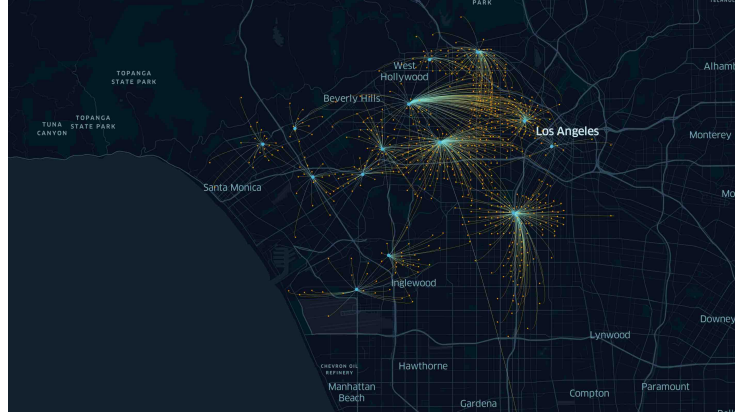 PARK
TOPANGA
STATE PARK
West
Hollywood
Alhamb
Beverly Hills
TUNA
CANYON
TOPANGA
STATE PARK
Los Angeles
Monterey
Santa Monica
Mo
Inglewood
Downey
Lynwood
CHEVRON OIL
REFINERY
Hawthorne
Manhattan
Beach
Gardena
Compton
Paramount